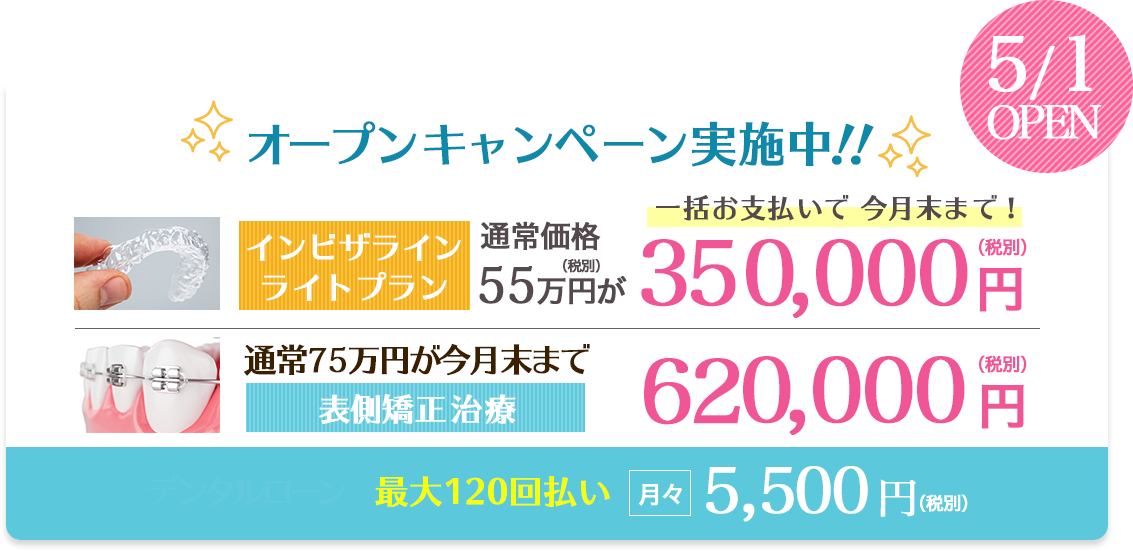 5/1
OPEN
オープンキャンペーン実施中!!
一括お支払いで 今月末まで！
インビザライン
ライトプラン
通常価格
55万円(税別)が
350,000円(税別)
通常75万円が今月末まで
表側矯正治療
620,000円(税別)
デンタルローン 最大120回払い 月々 5,500円(税別)